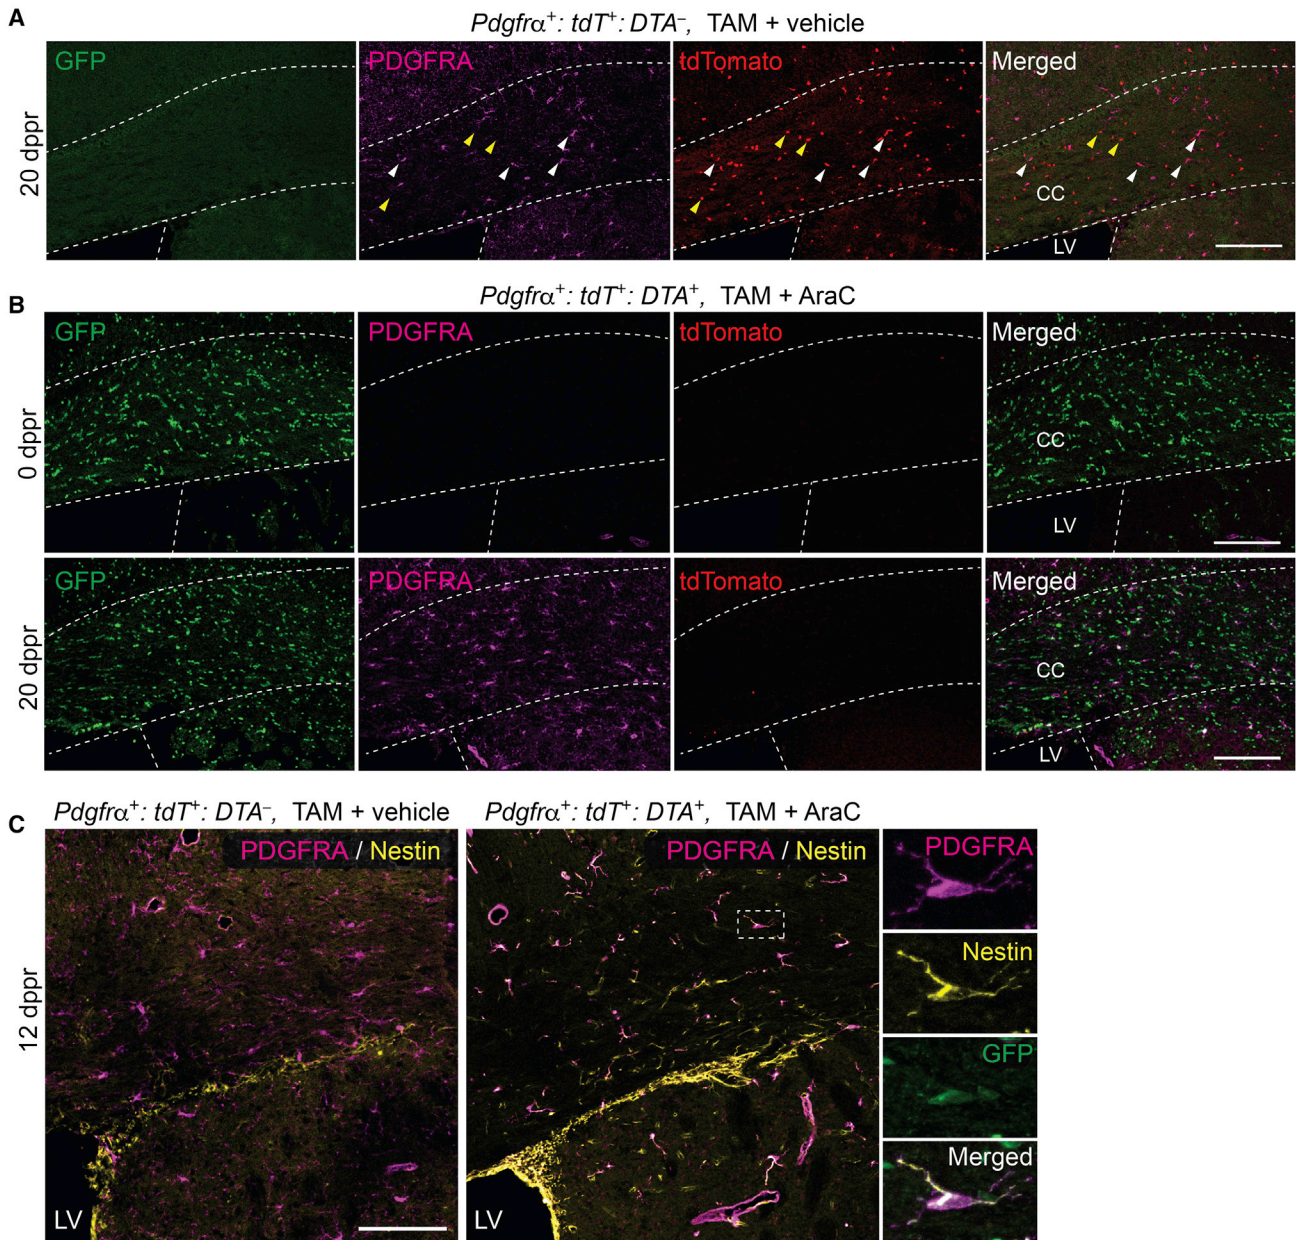 A
Pdgfrα⁺: tdT⁺: DTA⁻, TAM + vehicle
GFP PDGFRA tdTomato Merged
20 dppr
CC
LV
B
Pdgfrα⁺: tdT⁺: DTA⁺, TAM + AraC
GFP PDGFRA tdTomato Merged
0 dppr
CC
LV
GFP PDGFRA tdTomato Merged
20 dppr
CC
LV
C
Pdgfrα⁺: tdT⁺: DTA⁻, TAM + vehicle Pdgfrα⁺: tdT⁺: DTA⁺, TAM + AraC
PDGFRA / Nestin PDGFRA / Nestin PDGFRA
Nestin
12 dppr
GFP
Merged
LV LV